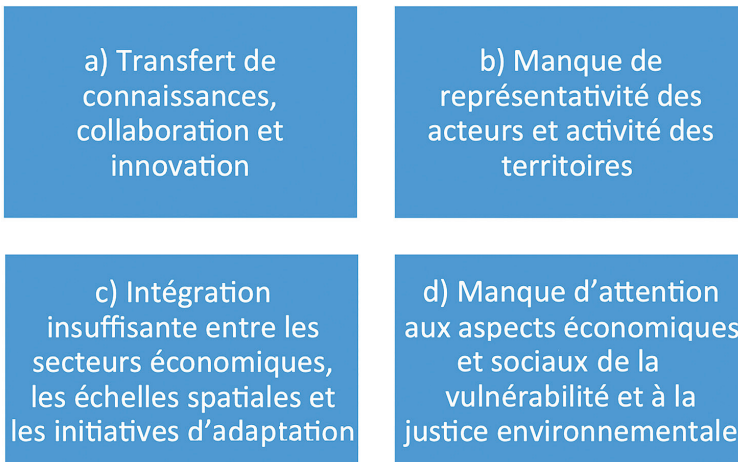 a) Transfert de
connaissances,
collaboration et
innovation
b) Manque de
représentativité des
acteurs et activité des
territoires
c) Intégration
insuffisante entre les
secteurs économiques,
les échelles spatiales et
les initiatives d’adaptation
d) Manque d’attention
aux aspects économiques
et sociaux de la
vulnérabilité et à la
justice environnementale